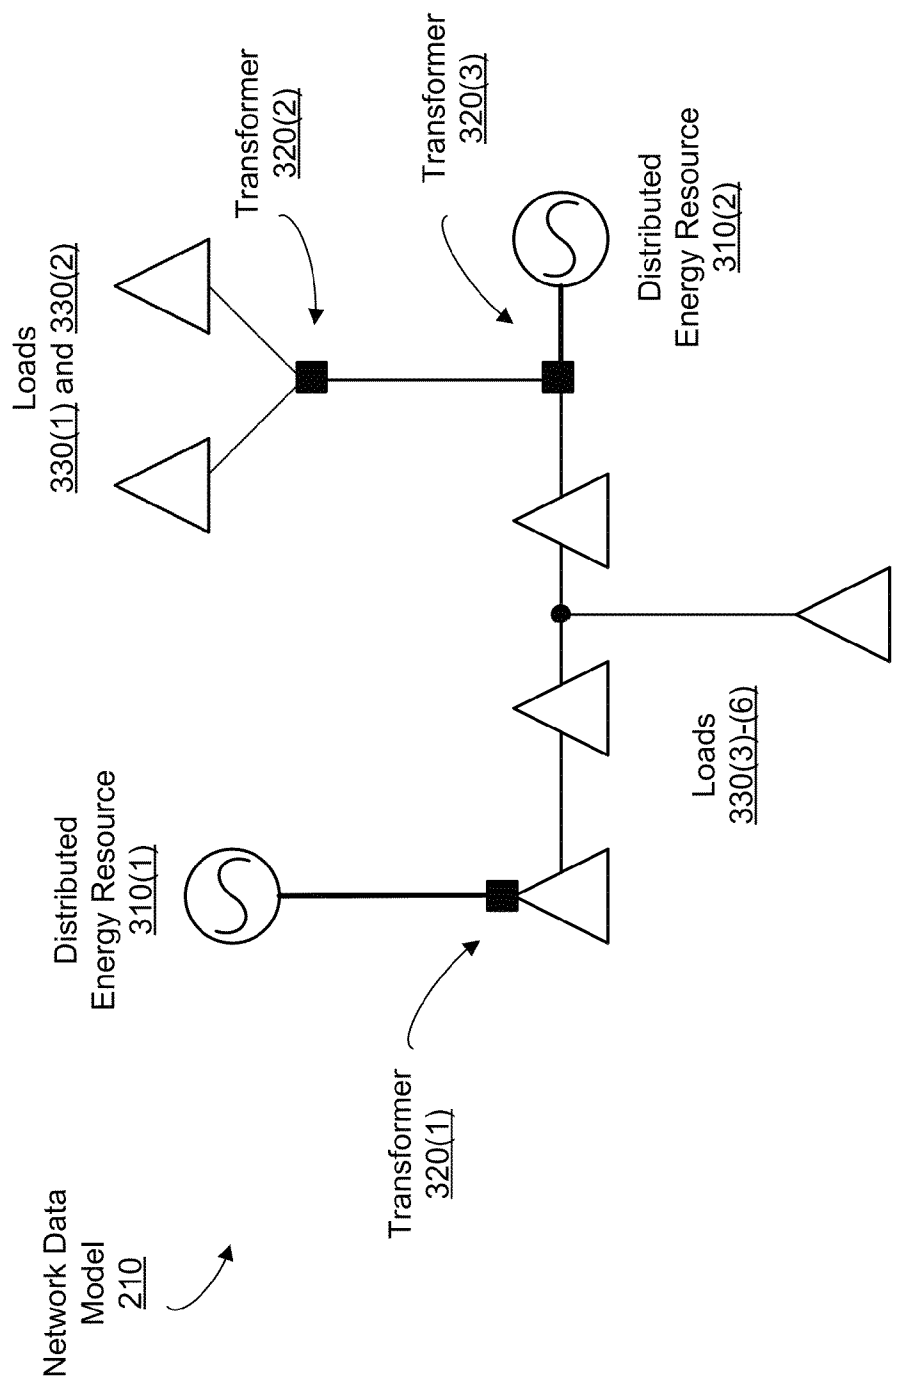 Network Data
Model
210
Distributed
Energy Resource
310(1)
Loads
330(1) and 330(2)
Transformer
320(2)
Transformer
320(1)
Transformer
320(3)
Loads
330(3)-(6)
Distributed
Energy Resource
310(2)